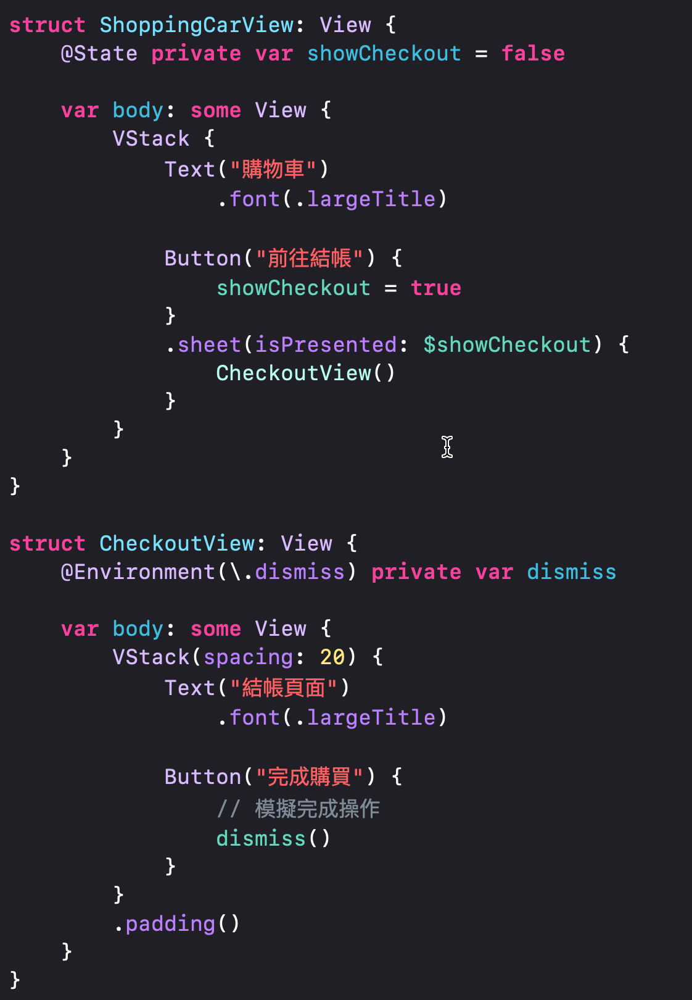 struct ShoppingCarView: View {
    @State private var showCheckout = false

    var body: some View {
        VStack {
            Text("購物車")
                .font(.largeTitle)

            Button("前往結帳") {
                showCheckout = true
            }
            .sheet(isPresented: $showCheckout) {
                CheckoutView()
            }
        }
    }
}

struct CheckoutView: View {
    @Environment(\.dismiss) private var dismiss

    var body: some View {
        VStack(spacing: 20) {
            Text("結帳頁面")
                .font(.largeTitle)

            Button("完成購買") {
                // 模擬完成操作
                dismiss()
            }
        }
        .padding()
    }
}